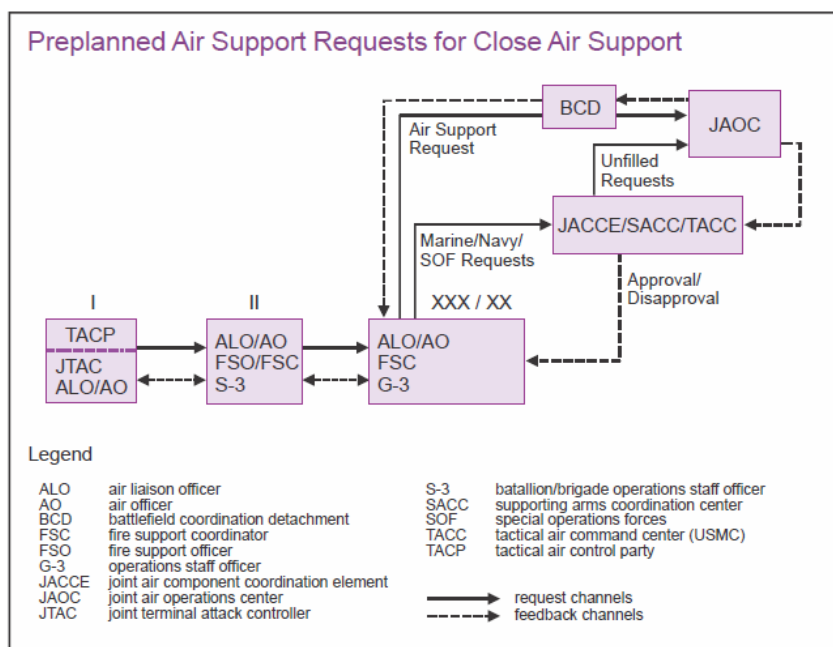 Preplanned Air Support Requests for Close Air Support
BCD
JAOC
Air Support
Request
Unfilled
Requests
JACCE/SACC/TACC
Marine/Navy/
SOF Requests
Approval/
Disapproval
I
II
XXX / XX
TACP
JTAC
ALO/AO
ALO/AO
FSO/FSC
S-3
ALO/AO
FSC
G-3
Legend
ALO air liaison officer
AO air officer
BCD battlefield coordination detachment
FSC fire support coordinator
FSO fire support officer
G-3 operations staff officer
JACCE joint air component coordination element
JAOC joint air operations center
JTAC joint terminal attack controller
S-3 batallion/brigade operations staff officer
SACC supporting arms coordination center
SOF special operations forces
TACC tactical air command center (USMC)
TACP tactical air control party
request channels
feedback channels